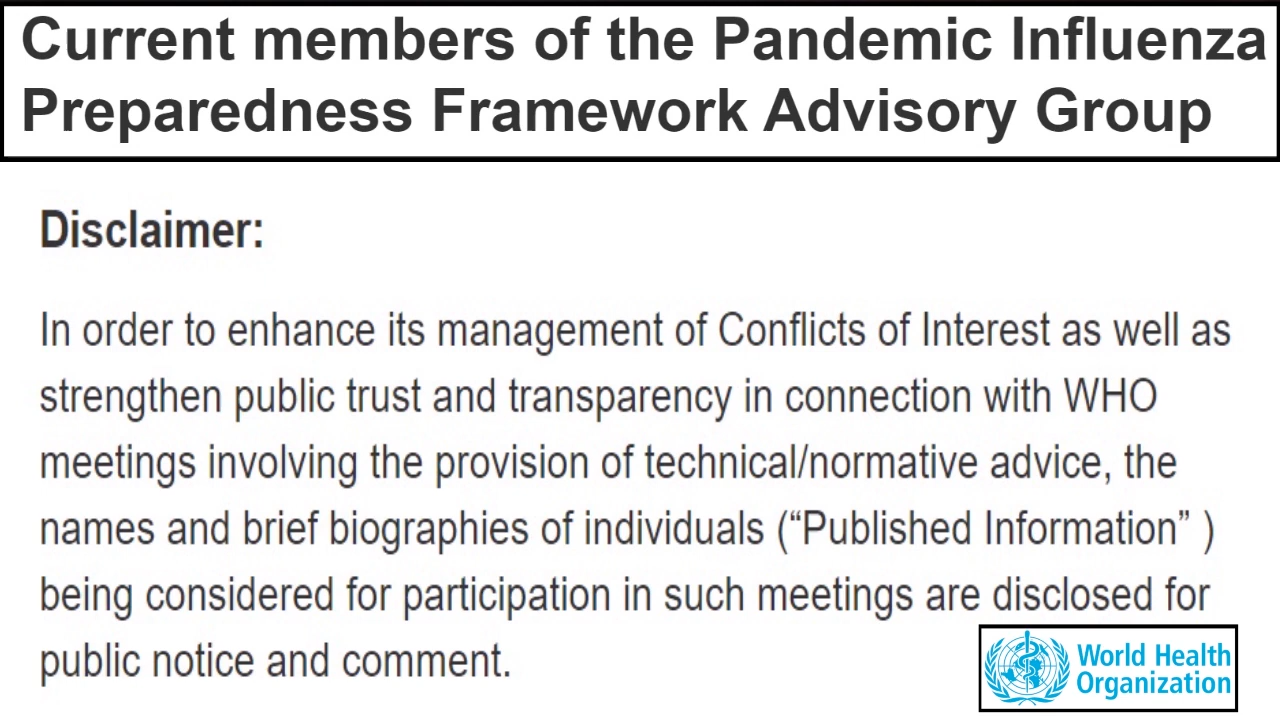 Current members of the Pandemic Influenza
Preparedness Framework Advisory Group
Disclaimer:
In order to enhance its management of Conflicts of Interest as well as
strengthen public trust and transparency in connection with WHO
meetings involving the provision of technical/normative advice, the
names and brief biographies of individuals (“Published Information” )
being considered for participation in such meetings are disclosed for
public notice and comment.
World Health
Organization